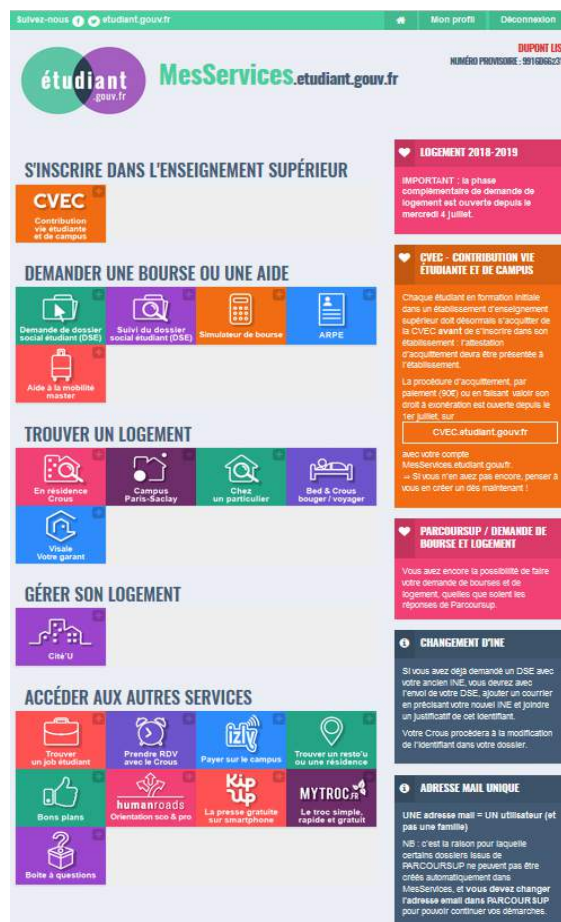 Suivez-nous etudiant.gouv.fr
Mon profil
Déconnexion
DUPONT LIS
étudiant
.gouv.fr
MesServices.etudiant.gouv.fr
S'INSCRIRE DANS L'ENSEIGNEMENT SUPÉRIEUR
CVEC
Contribution
vie étudiante
et de campus
DEMANDER UNE BOURSE OU UNE AIDE
Demande de dossier
social étudiant (DSE)
Suivi du dossier
social étudiant (DSE)
Simulateur de bourse
ARPE
Aide à la mobilité
master
TROUVER UN LOGEMENT
En résidence
Crous
Campus
Paris-Saclay
Chez
un particulier
Bed & Crous
bouger / voyager
Visale
Votre garant
GÉRER SON LOGEMENT
Cité'U
ACCÉDER AUX AUTRES SERVICES
Trouver
un job étudiant
Prendre RDV
avec le Crous
izly
Payer sur le campus
Trouver un resto'u
ou une résidence
Bons plans
humanroads
Orientation sco & pro
Kip
Up
La presse gratuite
sur smartphone
MYTROC.FR
Le troc simple,
rapide et gratuit
Boite à questions
LOGEMENT 2018-2019
IMPORTANT : la phase
complémentaire de demande de
logement est ouverte depuis le
mercredi 4 juillet.
CVEC - CONTRIBUTION VIE
ÉTUDIANTE ET DE CAMPUS
Chaque étudiant en formation initiale
dans un établissement d'enseignement
supérieur doit désormais s'acquitter de
la CVEC avant de s'inscrire dans son
établissement : l'attestation
d'acquittement devra être présentée à
l'établissement.
La procédure d'acquittement, par
paiement (90€) ou en faisant valoir son
droit à exonération est ouverte depuis le
1er juillet, sur
CVEC.etudiant.gouv.fr
avec votre compte
MesServices.etudiant.gouv.fr.
⇒ Si vous n'en avez pas encore, penser à
vous en créer un dès maintenant !
PARCOURSUP / DEMANDE DE
BOURSE ET LOGEMENT
Vous avez encore la possibilité de faire
votre demande de bourses et de
logement, quelles que soient les
réponses de Parcoursup.
CHANGEMENT D'INE
Si vous avez déjà demandé un DSE avec
votre ancien INE, vous devrez avec
l'envoi de votre DSE, ajouter un courrier
en précisant votre nouvel INE et joindre
un justificatif de cet identifiant.
Votre Crous procèdera à la modification
de l'identifiant dans votre dossier.
ADRESSE MAIL UNIQUE
UNE adresse mail = UN utilisateur (et
pas une famille)
NB : c'est la raison pour laquelle
certains dossiers issus de
PARCOURSUP ne peuvent pas être
créés automatiquement dans
MesServices, et vous devez changer
l'adresse email dans PARCOURSUP
pour pouvoir continuer vos démarches.